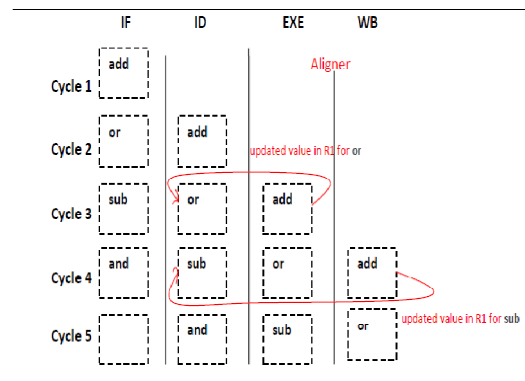 IF ID EXE WB
Aligner
add
Cycle 1
or add
Cycle 2
updated value in R1 for or
sub or add
Cycle 3
and sub or add
Cycle 4
updated value in R1 for sub
and sub or
Cycle 5